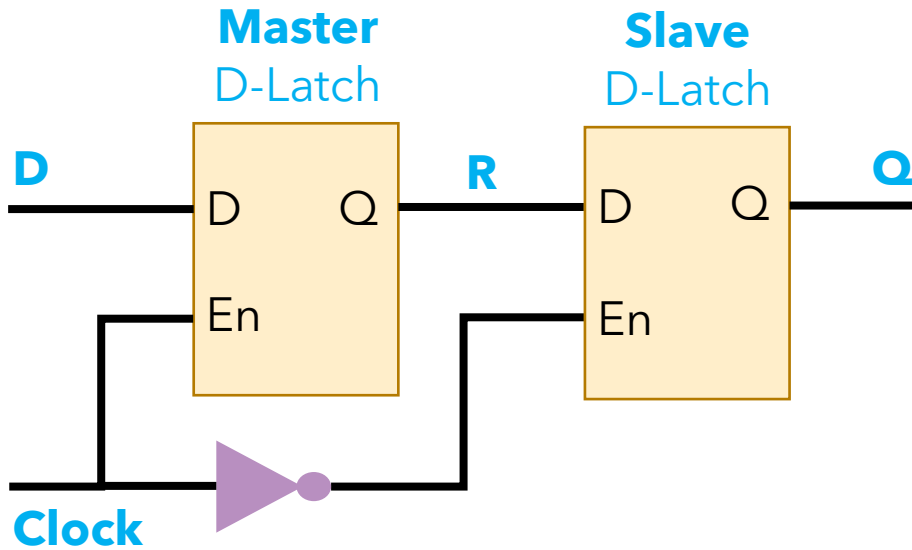 Master
D-Latch
Slave
D-Latch
D
R
Q
D Q
D Q
En
En
Clock